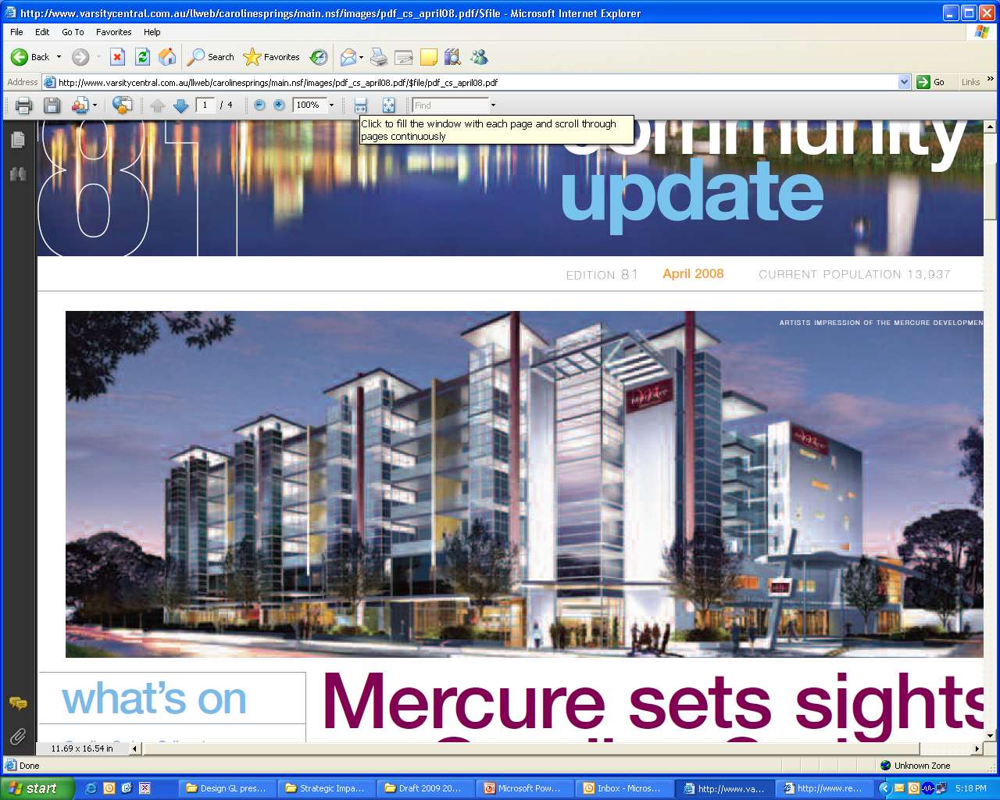 http://www.varsitycentral.com.au/llweb/carolinesprings/main.nsf/images/pdf_cs_april08.pdf/$file - Microsoft Internet Explorer
File Edit Go To Favorites Help
Back Search Favorites
Address http://www.varsitycentral.com.au/llweb/carolinesprings/main.nsf/images/pdf_cs_april08.pdf/$file/pdf_cs_april08.pdf Go Links
1 / 4 100% Find
Click to fill the window with each page and scroll through
pages continuously
81
community
update
EDITION 81 April 2008 CURRENT POPULATION 13,937
ARTISTS IMPRESSION OF THE MERCURE DEVELOPMEN
what's on
Mercure sets sights
11.69 x 16.54 in
Done Unknown Zone
start Design GL pres... Strategic Impa... Draft 2009 20... Microsoft Pow... Inbox - Micros... http://www.va... http://www.re... 5:18 PM